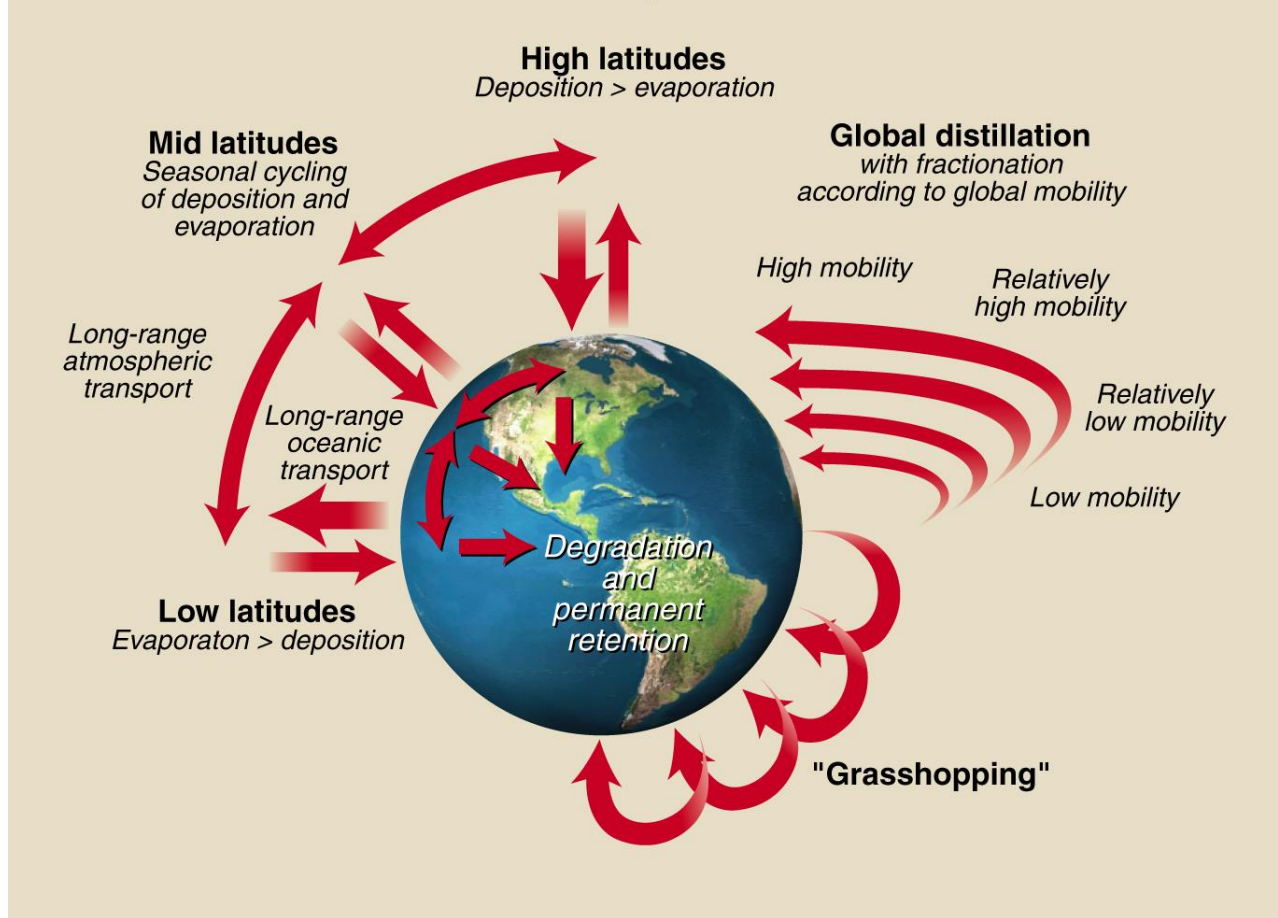 High latitudes
Deposition > evaporation
Mid latitudes
Seasonal cycling
of deposition and
evaporation
Global distillation
with fractionation
according to global mobility
High mobility
Relatively
high mobility
Long-range
atmospheric
transport
Relatively
low mobility
Long-range
oceanic
transport
Low mobility
Degradation
and
permanent
retention
Low latitudes
Evaporaton > deposition
"Grasshopping"